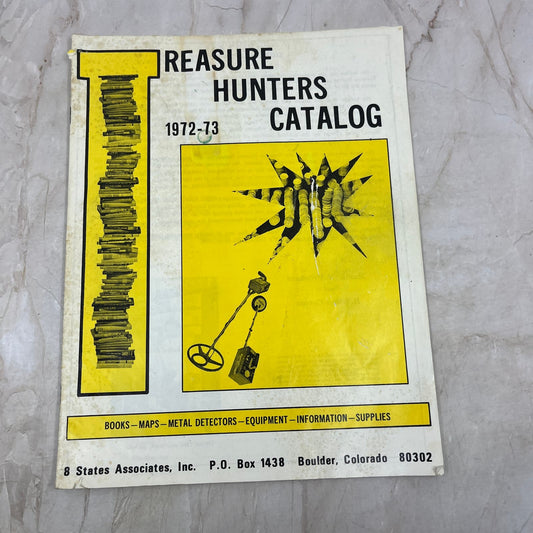 TREASURE
HUNTERS
CATALOG
1972-73
BOOKS—MAPS—METAL DETECTORS—EQUIPMENT—INFORMATION—SUPPLIES
8 States Associates, Inc. P.O. Box 1438 Boulder, Colorado 80302